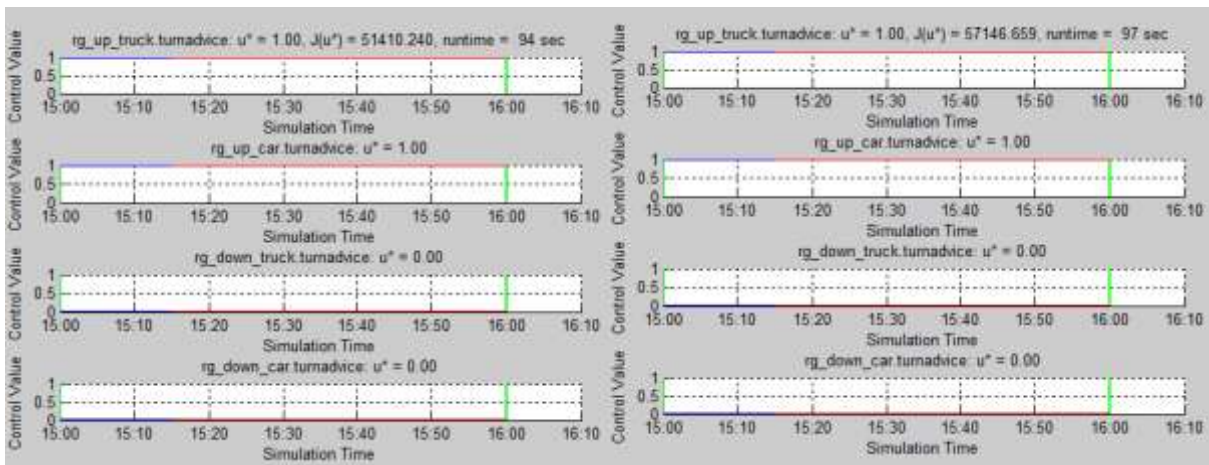 rg_up_truck.turnadvice: u* = 1.00, J(u*) = 51410.240, runtime = 94 sec
Control Value
1
0.5
0
15:00 15:10 15:20 15:30 15:40 15:50 16:00 16:10
Simulation Time
rg_up_car.turnadvice: u* = 1.00
Control Value
1
0.5
0
15:00 15:10 15:20 15:30 15:40 15:50 16:00 16:10
Simulation Time
rg_down_truck.turnadvice: u* = 0.00
Control Value
1
0.5
0
15:00 15:10 15:20 15:30 15:40 15:50 16:00 16:10
Simulation Time
rg_down_car.turnadvice: u* = 0.00
Control Value
1
0.5
0
15:00 15:10 15:20 15:30 15:40 15:50 16:00 16:10
Simulation Time
rg_up_truck.turnadvice: u* = 1.00, J(u*) = 57146.659, runtime = 97 sec
Control Value
1
0.5
0
15:00 15:10 15:20 15:30 15:40 15:50 16:00 16:10
Simulation Time
rg_up_car.turnadvice: u* = 1.00
Control Value
1
0.5
0
15:00 15:10 15:20 15:30 15:40 15:50 16:00 16:10
Simulation Time
rg_down_truck.turnadvice: u* = 0.00
Control Value
1
0.5
0
15:00 15:10 15:20 15:30 15:40 15:50 16:00 16:10
Simulation Time
rg_down_car.turnadvice: u* = 0.00
Control Value
1
0.5
0
15:00 15:10 15:20 15:30 15:40 15:50 16:00 16:10
Simulation Time